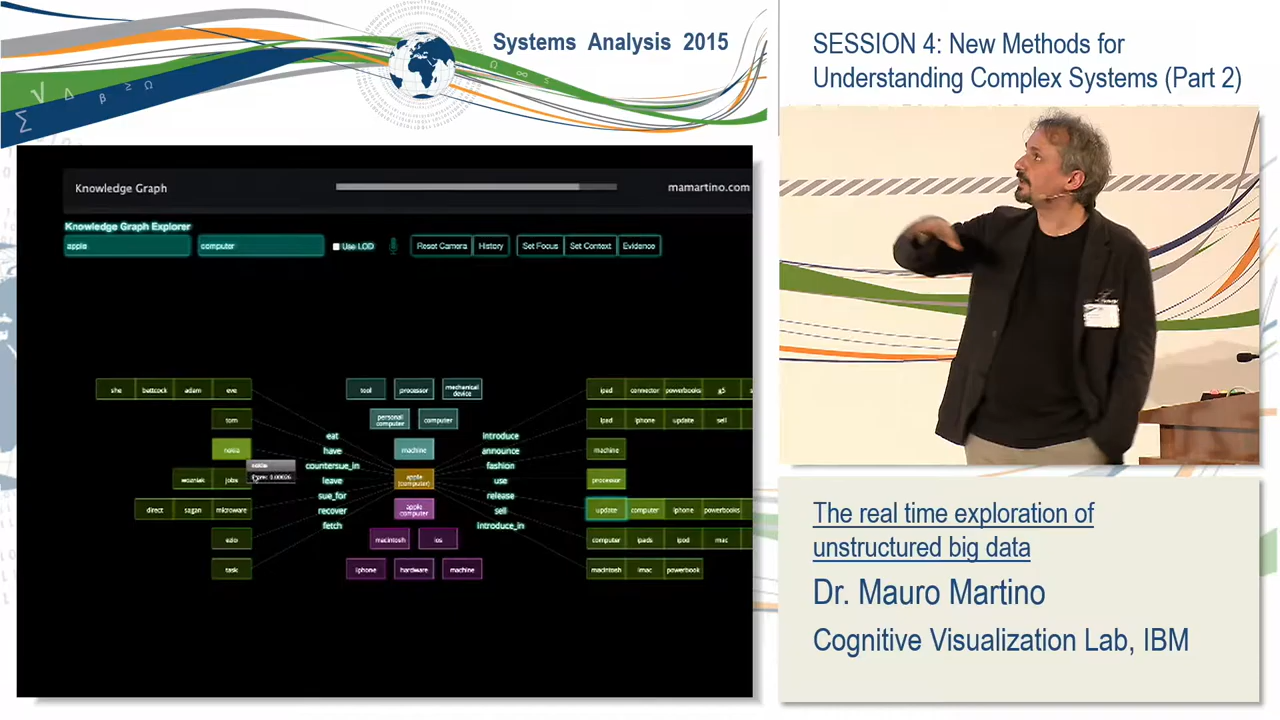 Systems Analysis 2015
SESSION 4: New Methods for
Understanding Complex Systems (Part 2)
Knowledge Graph
mamartino.com
Knowledge Graph Explorer
apple
computer
Use LOD
Reset Camera
History
Set Focus
Set Context
Evidence
she battcock adam eve
tool processor mechanical device
ipad connector powerbooks g5
tom
personal computer
computer
ipad iphone update sell
eat
have
countersue_in
leave
sue_for
recover
fetch
introduce
announce
fashion
use
release
sell
introduce_in
nokia
machine
machine
nokia
wozniak jobs
apple (computer)
processor
direct sagan microware
apple computer
update computer iphone powerbooks
ezio
macintosh ios
computer ipads ipod mac
task
iphone hardware machine
macintosh imac powerbook
The real time exploration of
unstructured big data
Dr. Mauro Martino
Cognitive Visualization Lab, IBM